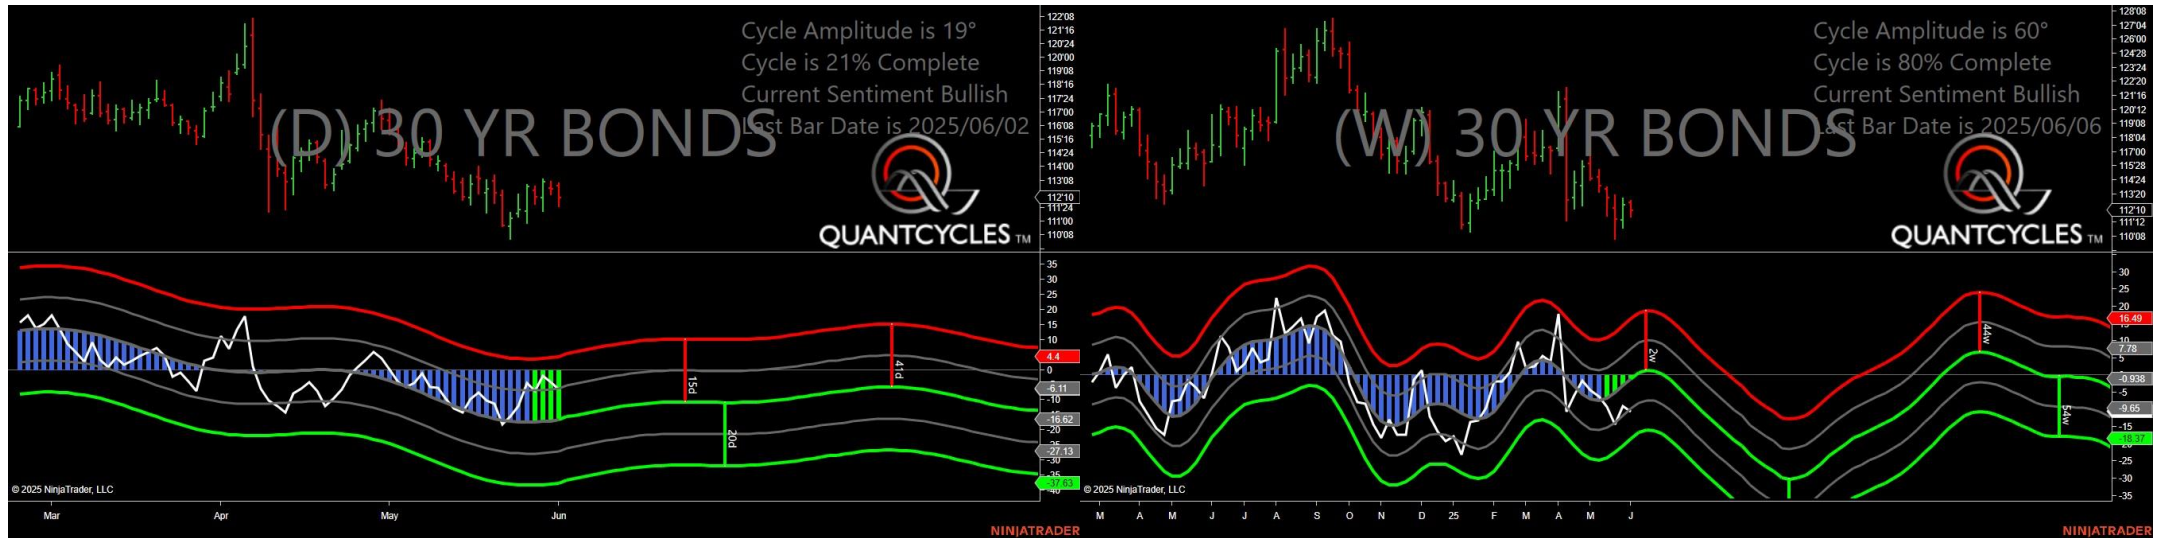 Cycle Amplitude is 19°
Cycle is 21% Complete
Current Sentiment Bullish
Last Bar Date is 2025/06/02
(D) 30 YR BONDS
QUANTCYCLES TM
122'08
121'16
120'24
120'00
119'08
118'16
117'24
117'00
116'08
115'16
114'24
114'00
113'08
112'10
111'24
111'00
110'08
35
30
25
20
15
10
4.4
0
-6.11
-10
-16.62
-20
-27.13
-30
-35
-37.63
-40
15d
20d
41d
© 2025 NinjaTrader, LLC
Mar
Apr
May
Jun
NINJATRADER
Cycle Amplitude is 60°
Cycle is 80% Complete
Current Sentiment Bullish
Last Bar Date is 2025/06/06
(W) 30 YR BONDS
QUANTCYCLES TM
128'08
127'04
126'00
124'28
123'24
122'20
121'16
120'12
119'08
118'04
117'00
115'28
114'24
113'20
112'10
111'12
110'08
30
25
20
16.49
10
7.78
5
-0.938
-5
-9.65
-15
-18.37
-25
-30
-35
2w
44w
54w
© 2025 NinjaTrader, LLC
M A M J J A S O N D 25 F M A M J
NINJATRADER